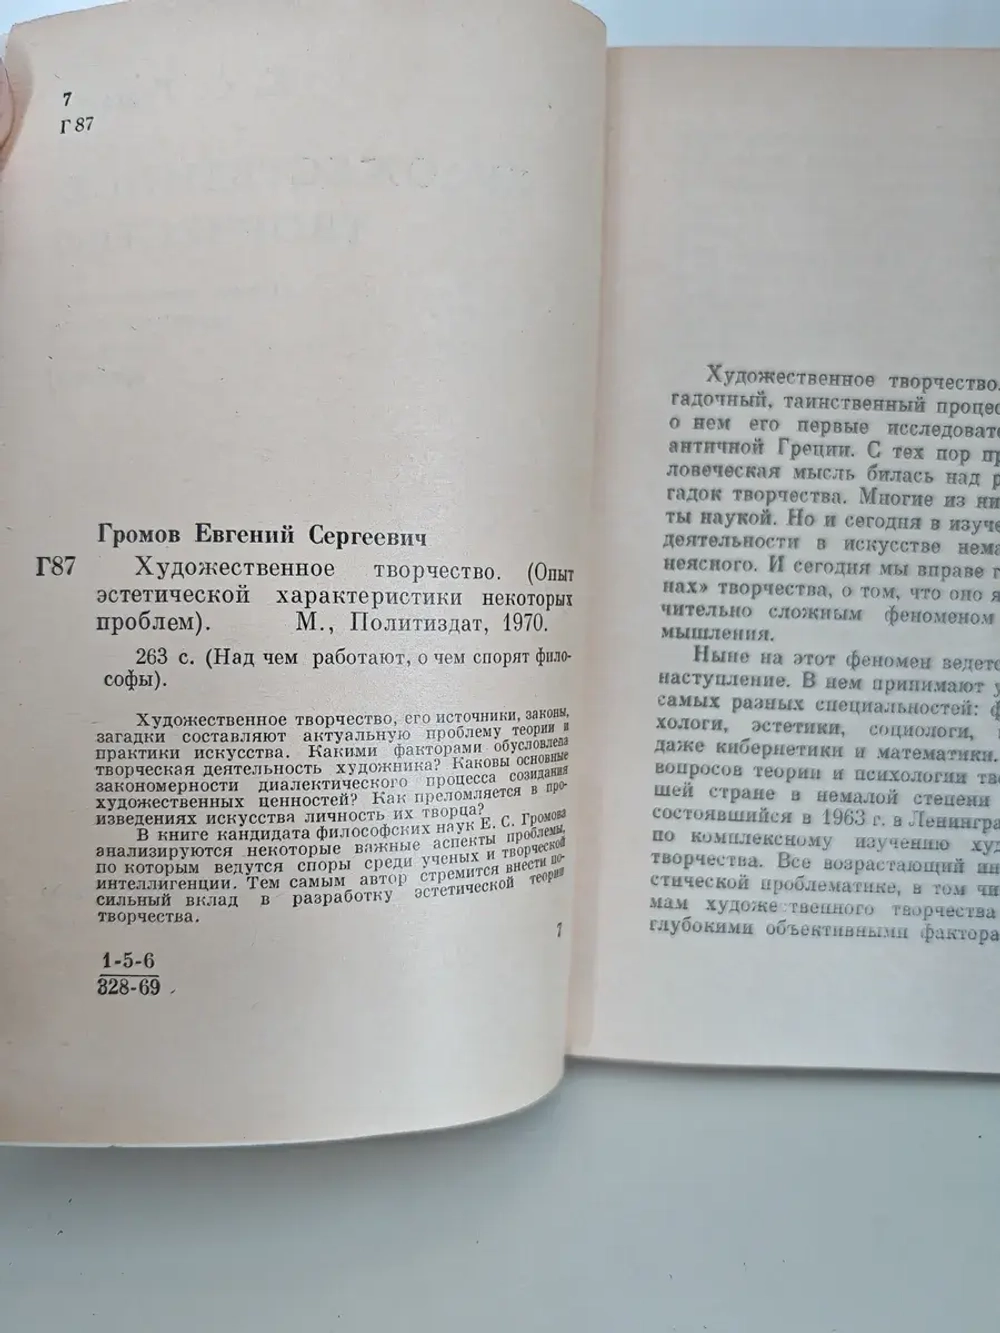 7
Г 87
Громов Евгений Сергеевич
Г87 Художественное творчество. (Опыт
эстетической характеристики некоторых
проблем). М., Политиздат, 1970.
263 с. (Над чем работают, о чем спорят фило-
софы).
Художественное творчество, его источники, законы,
загадки составляют актуальную проблему теории и
практики искусства. Какими факторами обусловлена
творческая деятельность художника? Каковы основные
закономерности диалектического процесса созидания
художественных ценностей? Как преломляется в про-
изведениях искусства личность их творца?
В книге кандидата философских наук Е. С. Громова
анализируются некоторые важные аспекты проблемы,
по которым ведутся споры среди ученых и творческой
интеллигенции. Тем самым автор стремится внести по-
сильный вклад в разработку эстетической теории
творчества.
7
1-5-6
328-69
Художественное творчество.
гадочный, таинственный процес
о нем его первые исследоват
античной Греции. С тех пор пр
ловеческая мысль билась над р
гадок творчества. Многие из ни
ты наукой. Но и сегодня в изуче
деятельности в искусстве нема
неясного. И сегодня мы вправе г
нах» творчества, о том, что оно я
чительно сложным феноменом
мышления.
Ныне на этот феномен ведетс
наступление. В нем принимают у
самых разных специальностей: ф
хологи, эстетики, социологи,
даже кибернетики и математики.
вопросов теории и психологии тв
шей стране в немалой степени
состоявшийся в 1963 г. в Ленингра
по комплексному изучению худ
творчества. Все возрастающий ин
стической проблематике, в том чи
мам художественного творчества
глубокими объективными фактора